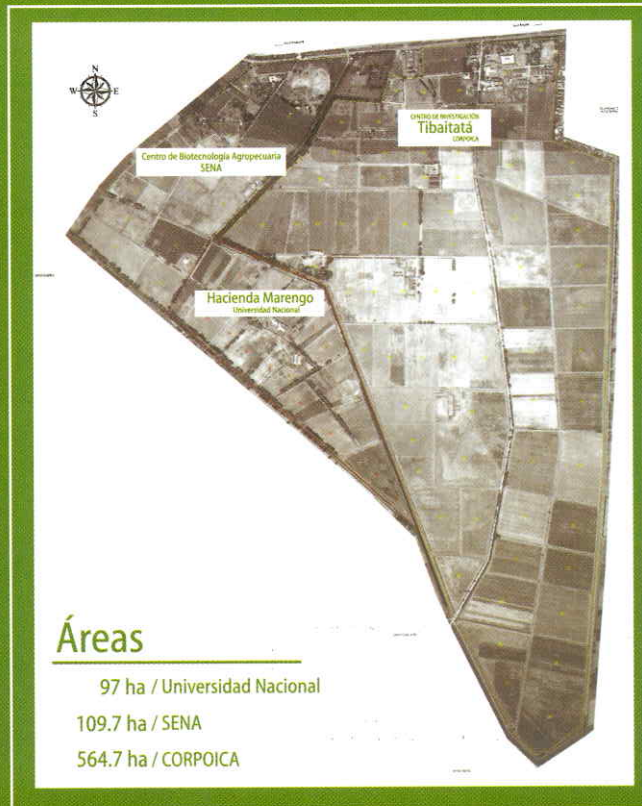 N
W E
S
CENTRO DE INVESTIGACIÓN
Tibaitatá
CORPOICA
Centro de Biotecnología Agropecuaria
SENA
Hacienda Marengo
Universidad Nacional
Áreas
97 ha / Universidad Nacional
109.7 ha / SENA
564.7 ha / CORPOICA